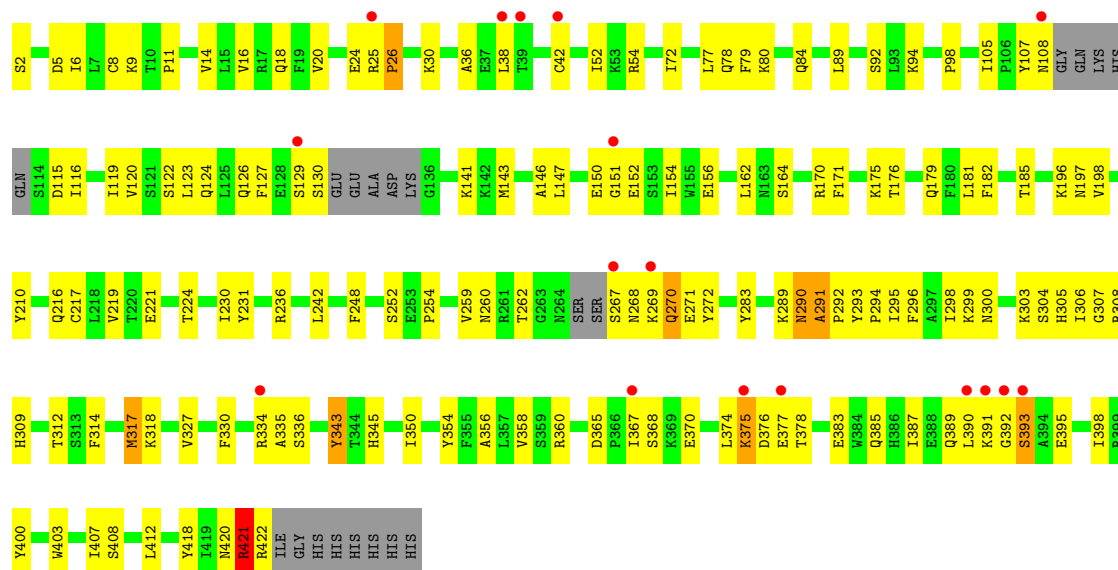 S2 D5 I6 L7 C8 K9 T10 P11 V14 L15 V16 R17 Q18 F19 V20 E24 R25 P26 K30 A36 E37 L38 T39 C42 I52 K53 R54 I72 L77 Q78 F79 K80 Q84 L89 S92 L93 K94 P98 I105 P106 Y107 N108 GLY GLN LYS HIS
GLN S114 D115 I116 I119 V120 S121 S122 L123 Q124 L125 Q126 F127 E128 S129 S130 GLU GLU ALA ASP LYS G136 K141 K142 M143 A146 L147 E150 G151 E152 S153 I154 W155 E156 L162 N163 S164 R170 F171 K175 T176 Q179 F180 L181 F182 T185 K196 N197 V198
Y210 Q216 C217 L218 V219 T220 E221 T224 I230 Y231 R236 L242 F248 S252 E253 P254 V259 N260 R261 T262 G263 N264 SER SER S267 N268 K269 Q270 E271 Y272 Y283 K289 N290 A291 P292 Y293 P294 I295 F296 A297 I298 K299 N300 K303 S304 H305 I306 G307
H309 T312 S313 F314 M317 K318 V327 F330 R334 A335 S336 Y343 T344 H345 I350 Y354 F355 A356 L357 V358 S359 R360 D365 P366 I367 S368 K369 E370 L374 K375 D376 E377 T378 E383 W384 Q385 H386 I387 E388 Q389 L390 K391 G392 S393 A394 E395 I398
Y400 W403 I407 S408 L412 Y418 I419 N420 R421 R422 ILE GLY HIS HIS HIS HIS HIS HIS